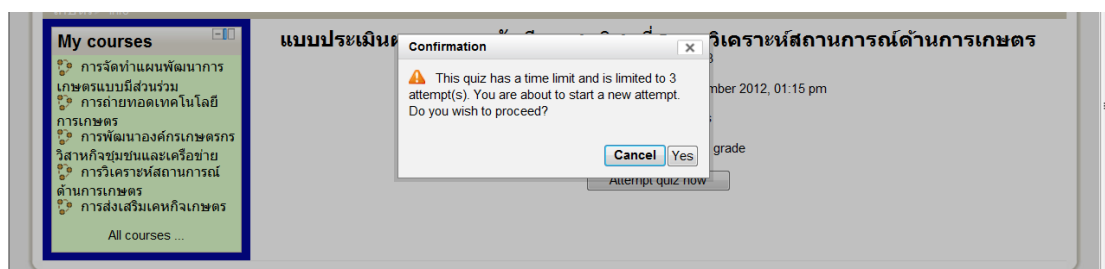 My courses
การจัดทำแผนพัฒนาการ
เกษตรแบบมีส่วนร่วม
การถ่ายทอดเทคโนโลยี
การเกษตร
การพัฒนาองค์กรเกษตรกร
วิสาหกิจชุมชนและเครือข่าย
การวิเคราะห์สถานการณ์
ด้านการเกษตร
การส่งเสริมเคหกิจเกษตร
All courses ...
แบบประเมิน
วิเคราะห์สถานการณ์ด้านการเกษตร
Confirmation
This quiz has a time limit and is limited to 3
attempt(s). You are about to start a new attempt.
Do you wish to proceed?
Cancel Yes
mber 2012, 01:15 pm
grade
Attempt quiz now